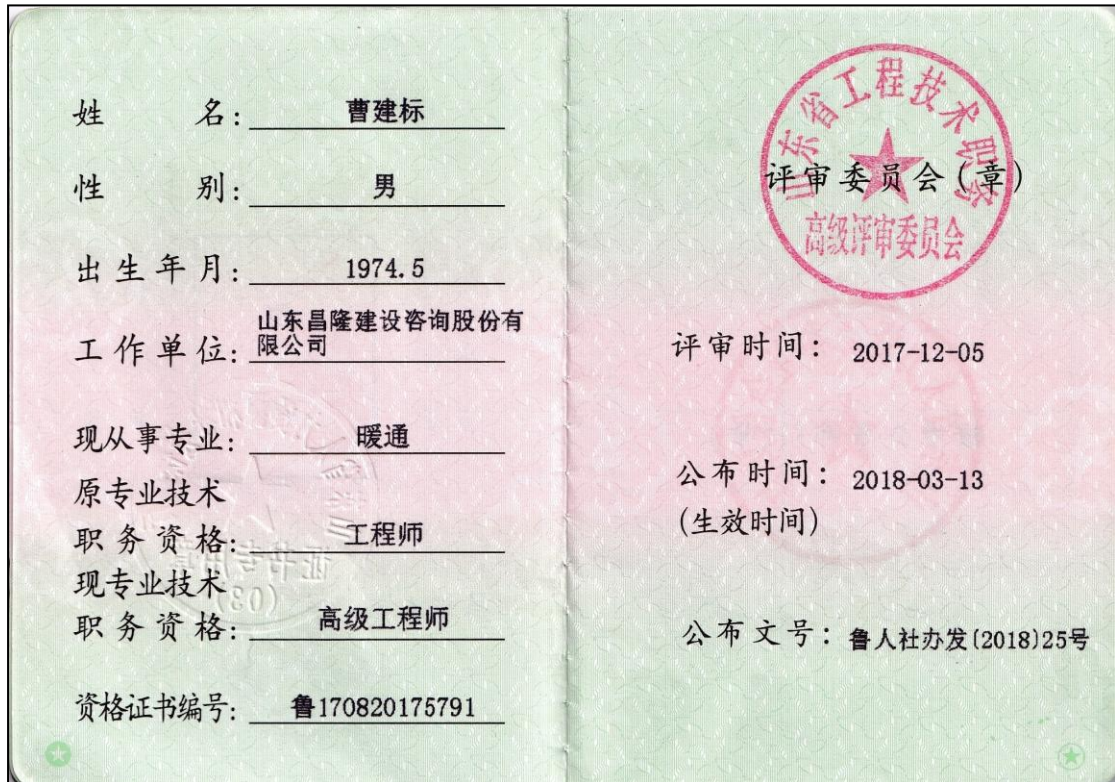 姓 名: 曹建标
性 别: 男
出生年月: 1974.5
工作单位: 山东昌隆建设咨询股份有
限公司
现从事专业: 暖通
原专业技术
职务资格: 工程师
现专业技术
职务资格: 高级工程师
资格证书编号: 鲁170820175791
证书专用章
(03)
山东省工程技术职务
评审委员会(章)
高级评审委员会
评审时间: 2017-12-05
公布时间: 2018-03-13
(生效时间)
公布文号: 鲁人社办发(2018)25号